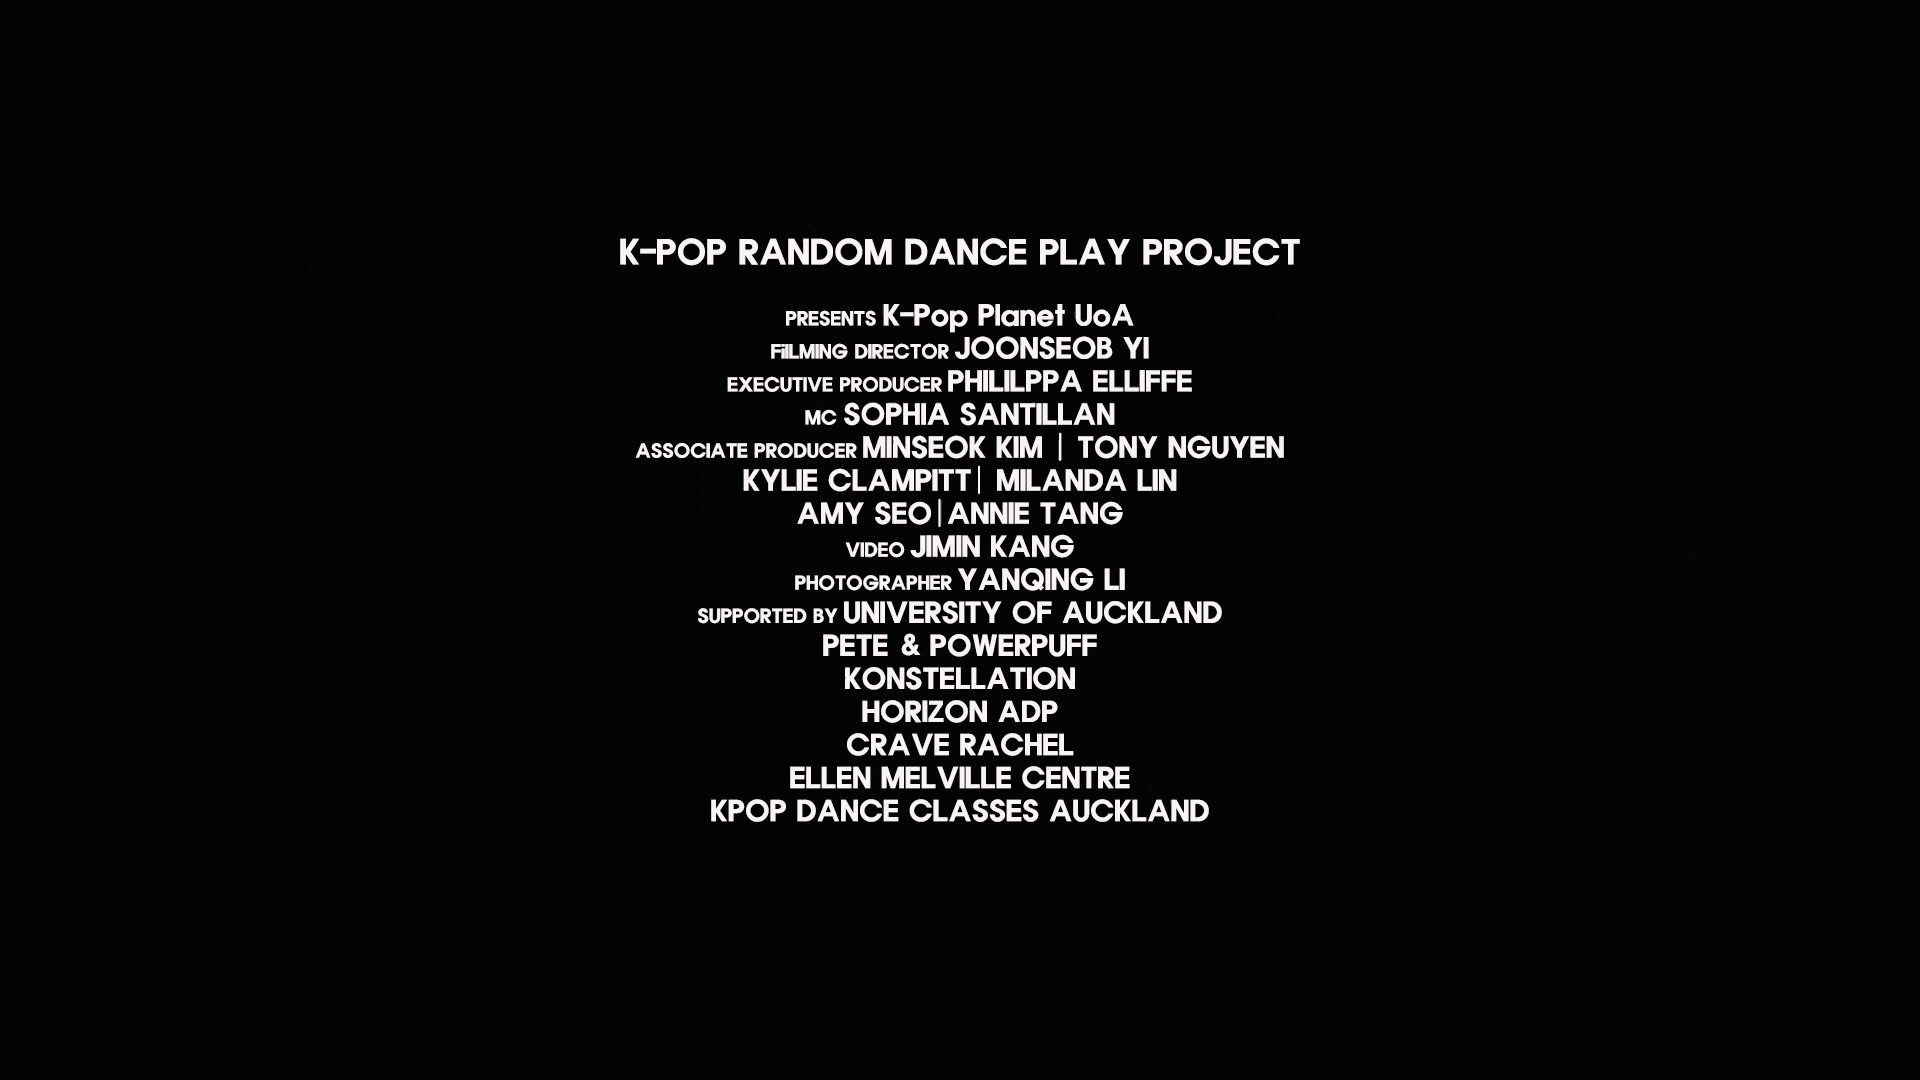 K-POP RANDOM DANCE PLAY PROJECT
PRESENTS K-Pop Planet UoA
FiILMING DIRECTOR JOONSEOB YI
EXECUTIVE PRODUCER PHILILPPA ELLIFFE
MC SOPHIA SANTILLAN
ASSOCIATE PRODUCER MINSEOK KIM | TONY NGUYEN
KYLIE CLAMPITT| MILANDA LIN
AMY SEO|ANNIE TANG
VIDEO JIMIN KANG
PHOTOGRAPHER YANQING LI
SUPPORTED BY UNIVERSITY OF AUCKLAND
PETE & POWERPUFF
KONSTELLATION
HORIZON ADP
CRAVE RACHEL
ELLEN MELVILLE CENTRE
KPOP DANCE CLASSES AUCKLAND